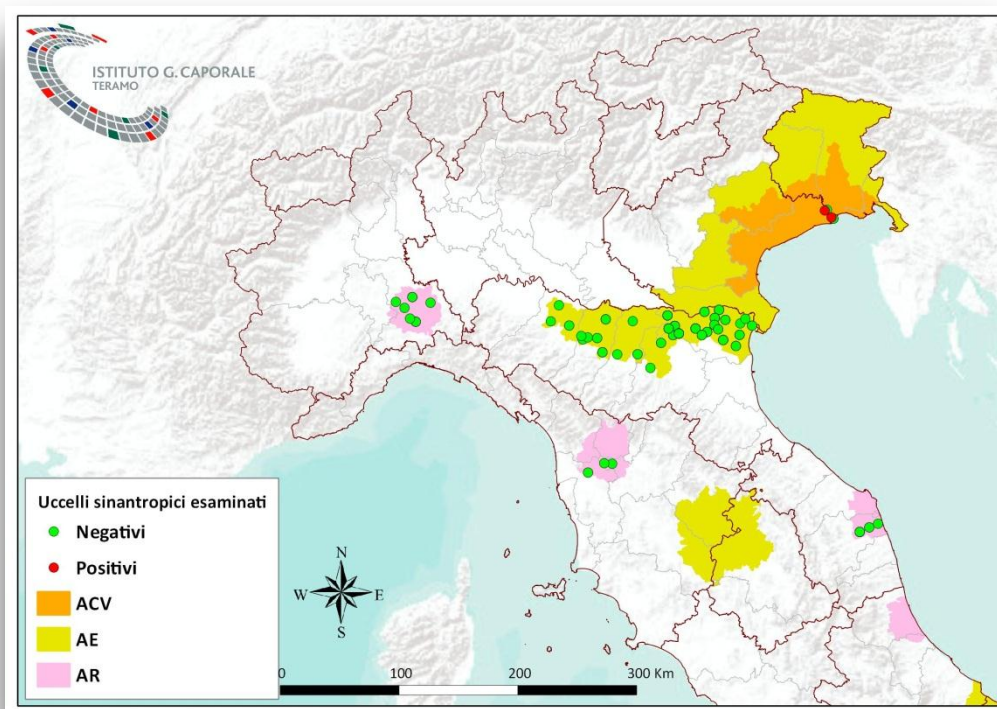 ISTITUTO G. CAPORALE
TERAMO
Uccelli sinantropici esaminati
Negativi
Positivi
ACV
AE
AR
N
W E
S
0 100 200 300 Km